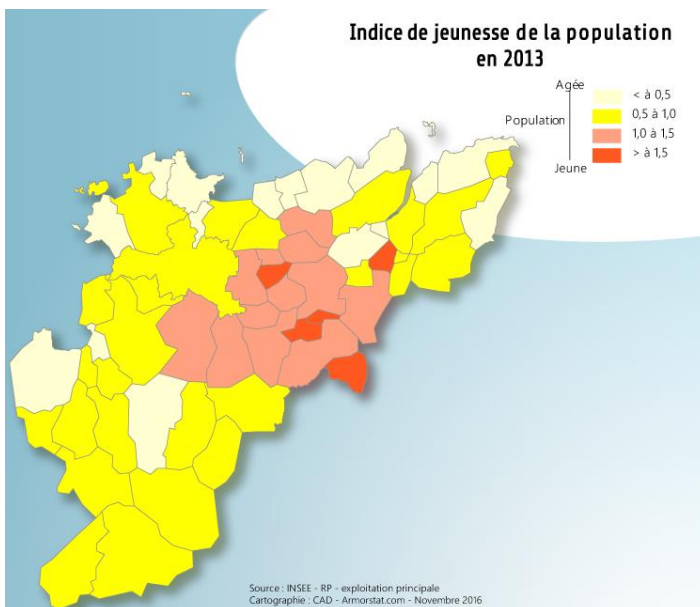 Indice de jeunesse de la population
en 2013
Agée
Population
Jeune
< à 0,5
0,5 à 1,0
1,0 à 1,5
> à 1,5
Source : INSEE - RP - exploitation principale
Cartographie : CAD - Armorstat.com - Novembre 2016